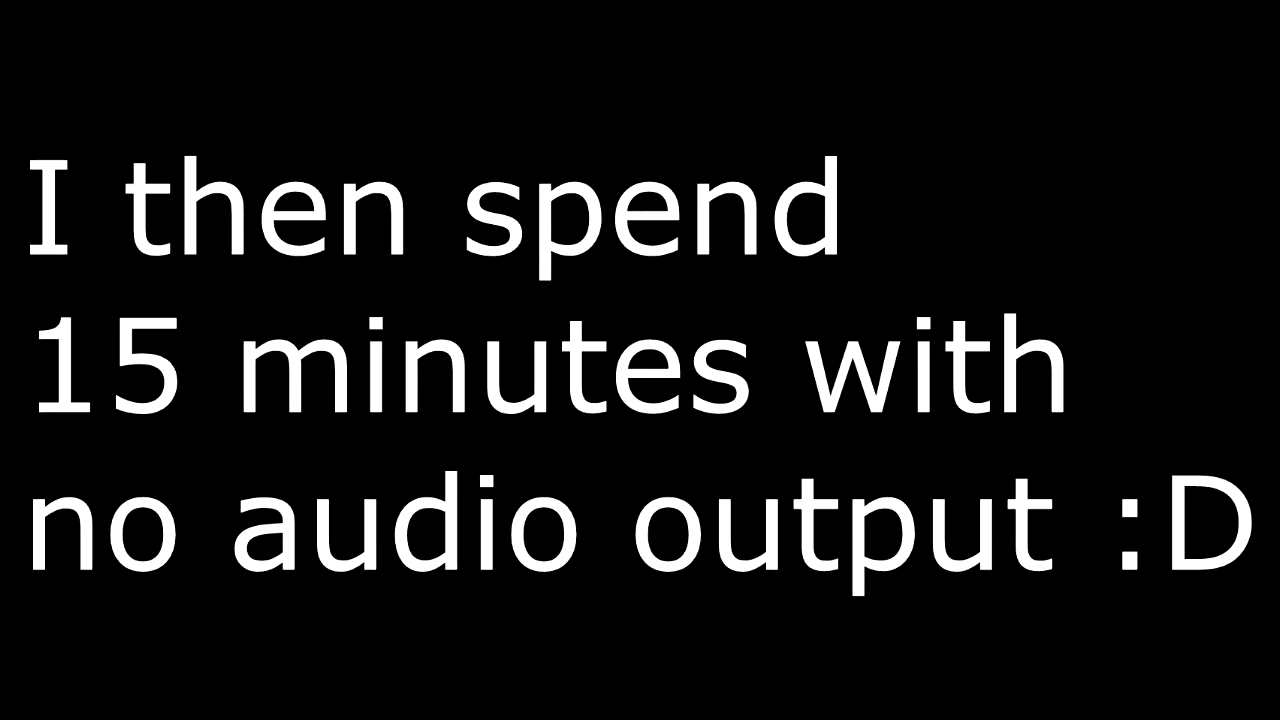 I then spend
15 minutes with
no audio output :D